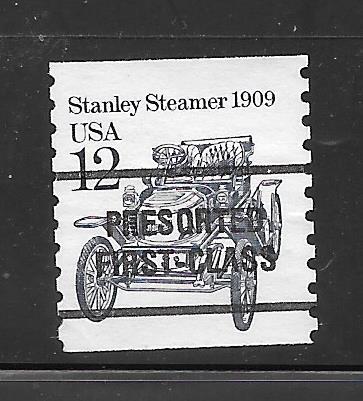 Stanley Steamer 1909
USA
12
PRESORTED
FIRST-CLASS